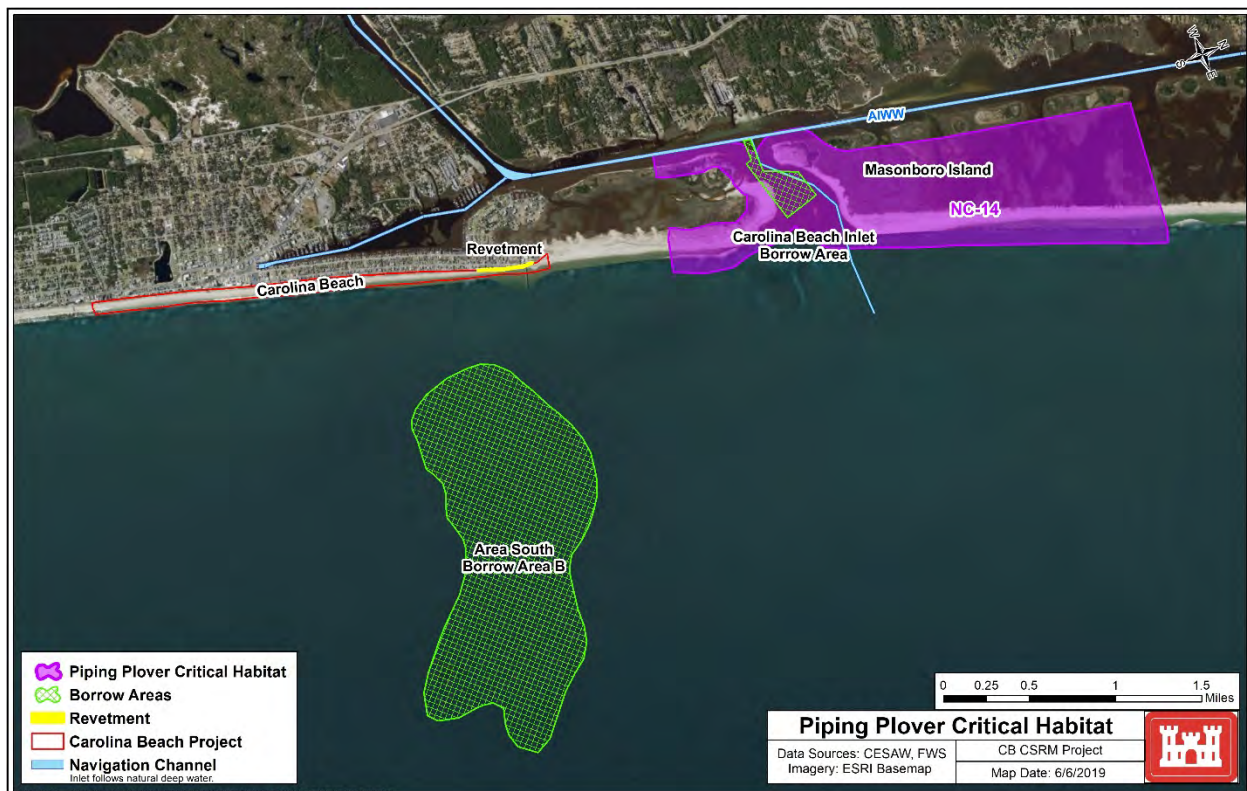 W
N
S
E
AIWW
Masonboro Island
NC-14
Carolina Beach Inlet
Borrow Area
Revetment
Carolina Beach
Area South
Borrow Area B
Piping Plover Critical Habitat
Borrow Areas
Revetment
Carolina Beach Project
Navigation Channel
Inlet follows natural deep water.
0 0.25 0.5 1 1.5
Miles
Piping Plover Critical Habitat
Data Sources: CESAW, FWS
Imagery: ESRI Basemap
CB CSRM Project
Map Date: 6/6/2019